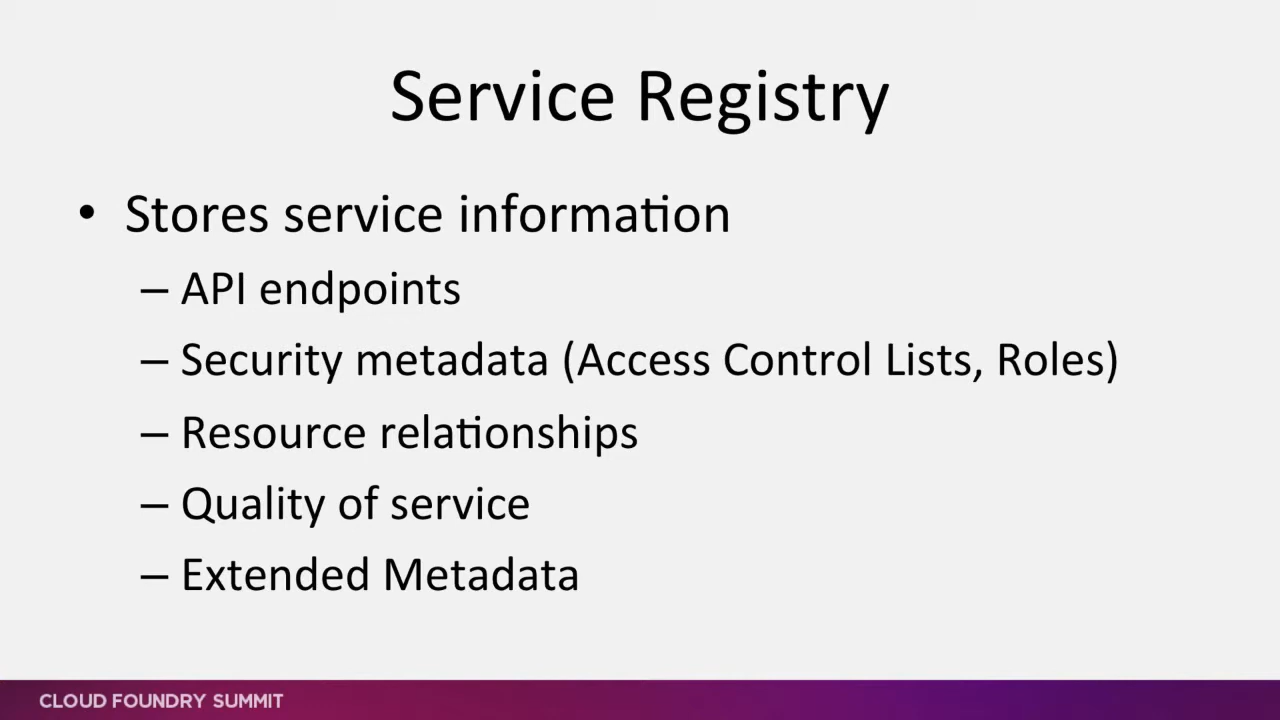 Service Registry
• Stores service information
– API endpoints
– Security metadata (Access Control Lists, Roles)
– Resource relationships
– Quality of service
– Extended Metadata
CLOUD FOUNDRY SUMMIT